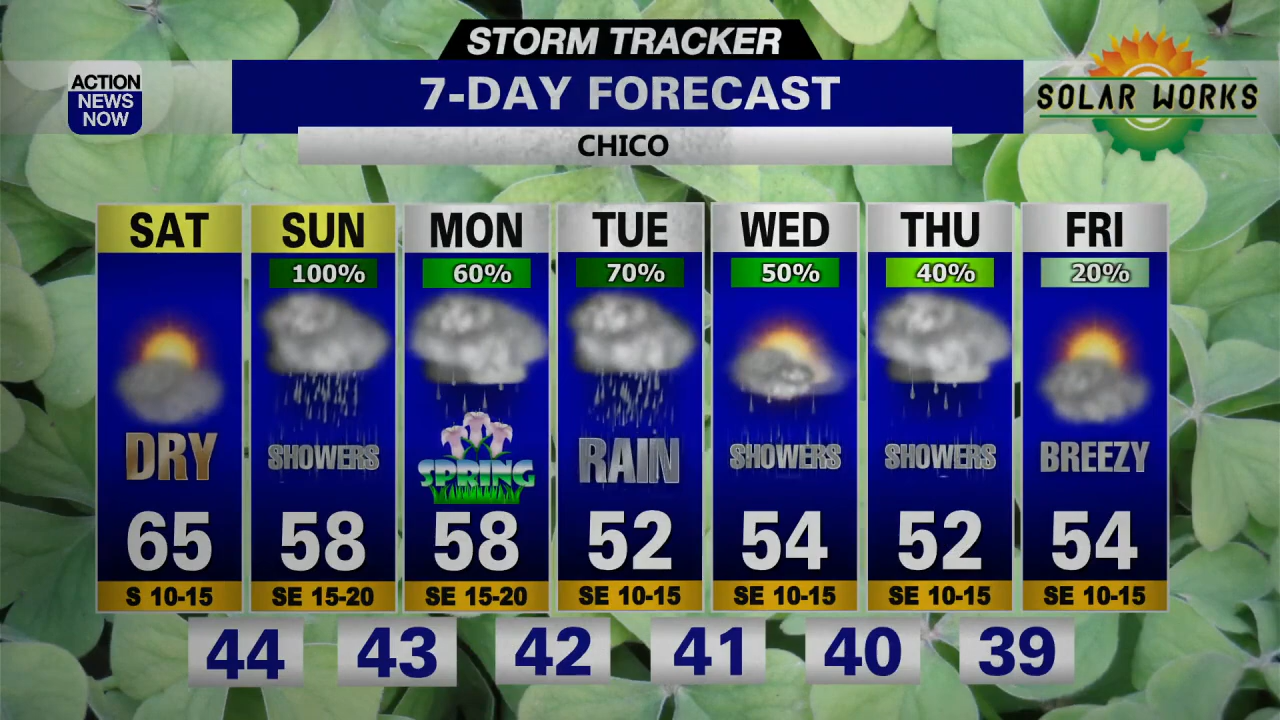 STORM TRACKER
7-DAY FORECAST
CHICO
ACTION
NEWS
NOW
SOLAR WORKS
SAT SUN MON TUE WED THU FRI
100% 60% 70% 50% 40% 20%
DRY SHOWERS SPRING RAIN SHOWERS SHOWERS BREEZY
65 58 58 52 54 52 54
S 10-15 SE 15-20 SE 15-20 SE 10-15 SE 10-15 SE 10-15 SE 10-15
44 43 42 41 40 39